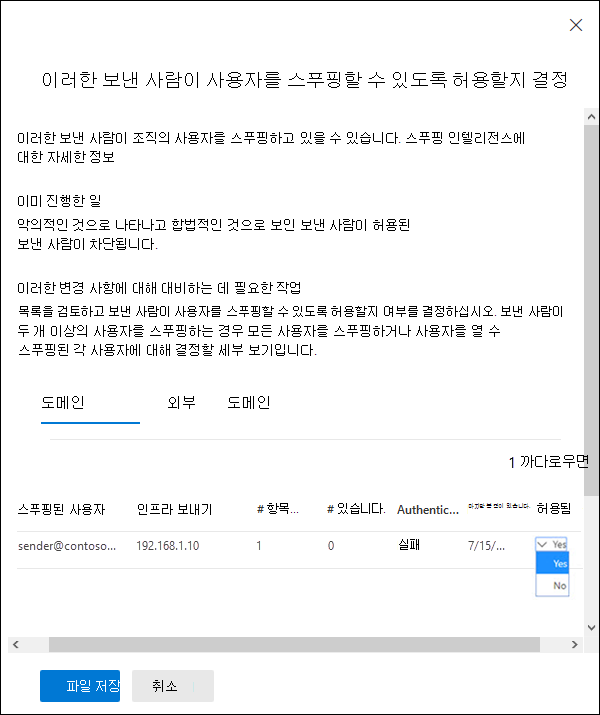 이러한 보낸 사람이 사용자를 스푸핑할 수 있도록 허용할지 결정
이러한 보낸 사람이 조직의 사용자를 스푸핑하고 있을 수 있습니다. 스푸핑 인텔리전스에
대한 자세한 정보
이미 진행한 일
악의적인 것으로 나타나고 합법적인 것으로 보인 보낸 사람이 허용된
보낸 사람이 차단됩니다.
이러한 변경 사항에 대해 대비하는 데 필요한 작업
목록을 검토하고 보낸 사람이 사용자를 스푸핑할 수 있도록 허용할지 여부를 결정하십시오. 보낸 사람이
두 개 이상의 사용자를 스푸핑하는 경우 모든 사용자를 스푸핑하거나 사용자를 열 수
스푸핑된 각 사용자에 대해 결정할 세부 보기입니다.
도메인 외부 도메인
1 까다로우면
스푸핑된 사용자 인프라 보내기 # 항목... # 있습니다. Authentic... 있습니다. 허용됨
sender@contoso... 192.168.1.10 1 0 실패 7/15/... Yes
Yes
No
파일 저장 취소